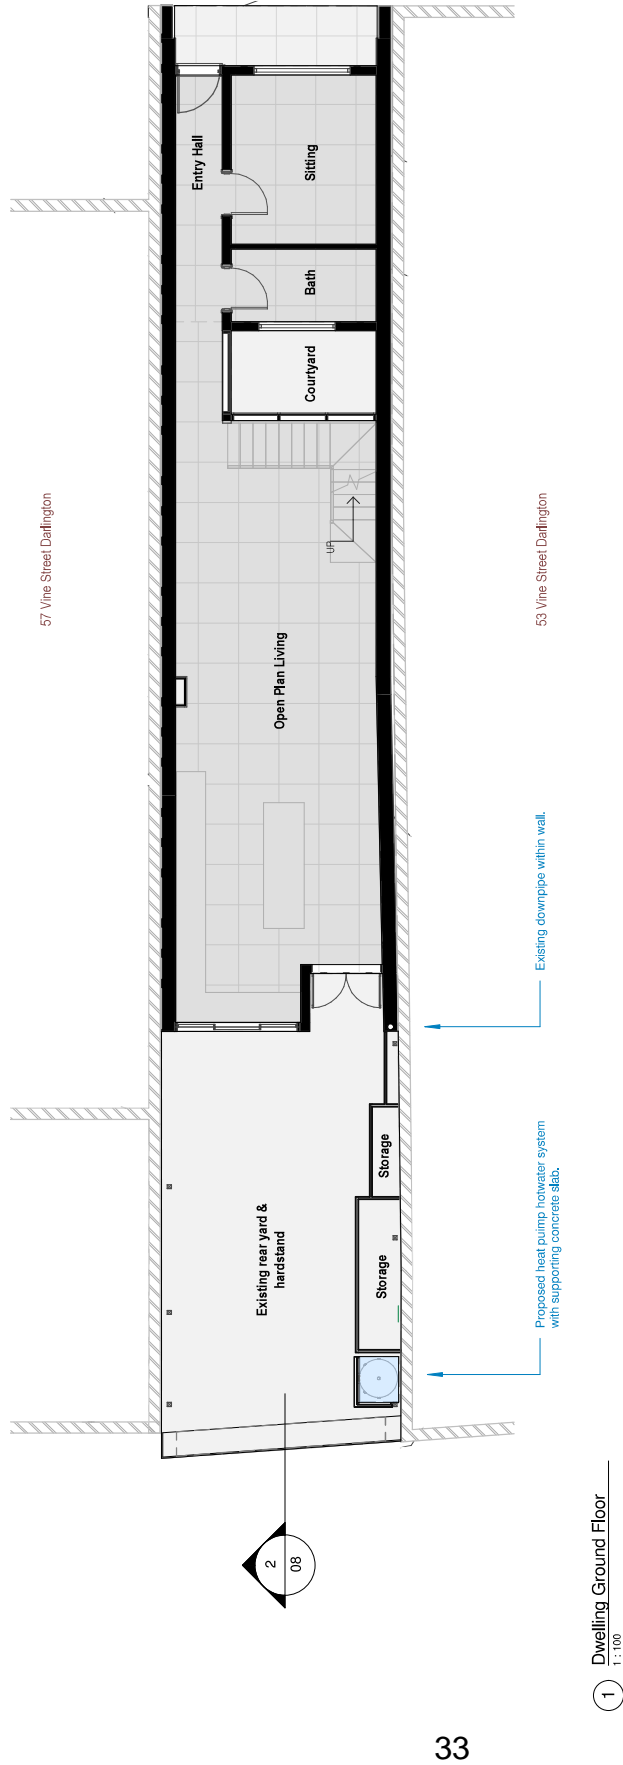 57 Vine Street Darlington
Entry Hall
Sitting
Bath
Courtyard
UP
Open Plan Living
53 Vine Street Darlington
Existing downpipe within wall.
Storage
Existing rear yard &
hardstand
Storage
Proposed heat puimp hotwater system
with supporting concrete slab.
2
08
1
Dwelling Ground Floor
1 : 100
33